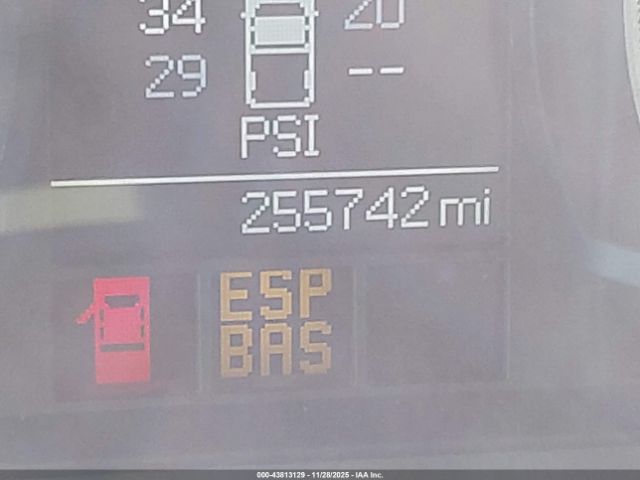 34 20
29 --
PSI
255742 mi
ESP
BAS
000-43813129 - 11/28/2025 - IAA Inc.